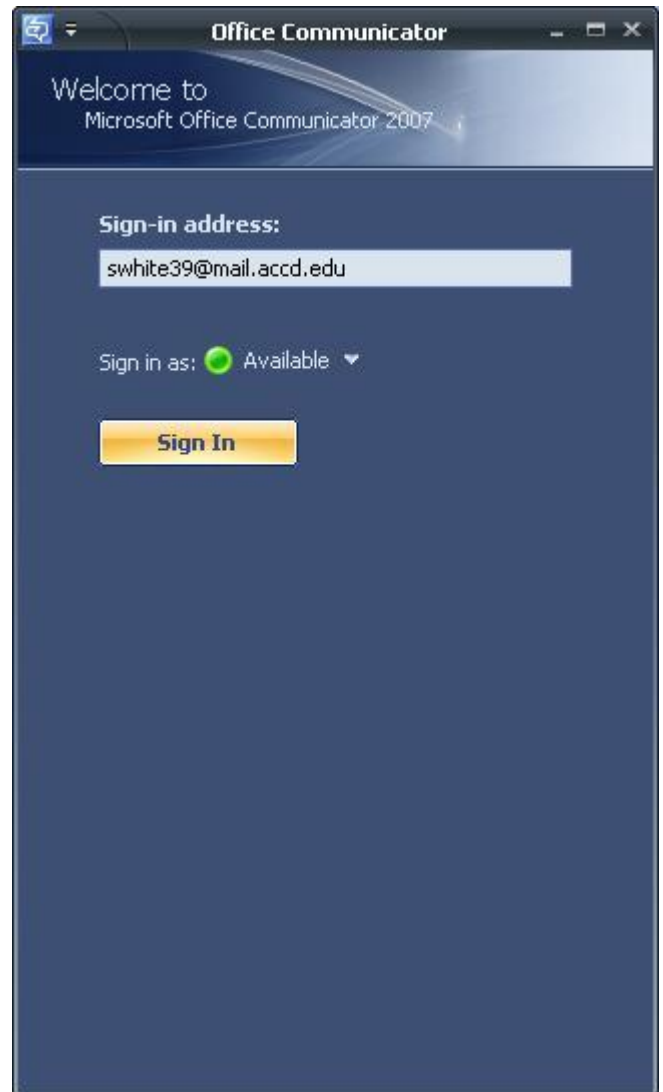 Office Communicator
Welcome to
Microsoft Office Communicator 2007
Sign-in address:
swhite39@mail.accd.edu
Sign in as: Available
Sign In